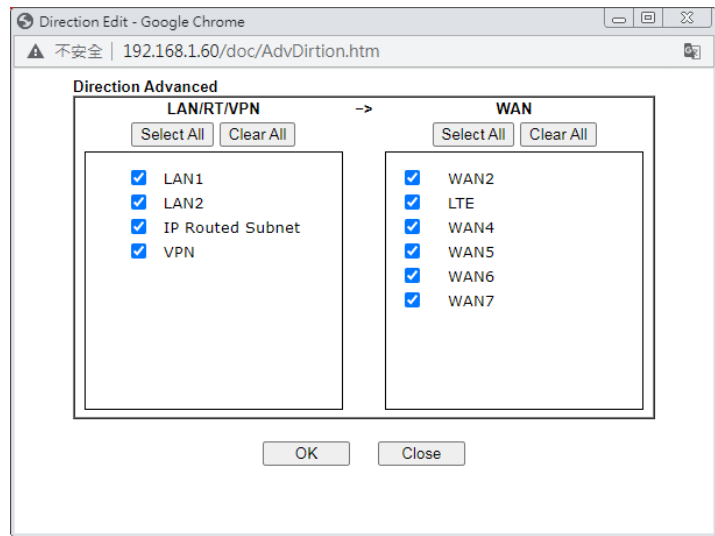 Direction Edit - Google Chrome
不安全 | 192.168.1.60/doc/AdvDirtion.htm
Direction Advanced
LAN/RT/VPN –> WAN
Select All Clear All Select All Clear All
LAN1 WAN2
LAN2 LTE
IP Routed Subnet WAN4
VPN WAN5
WAN6
WAN7
OK Close